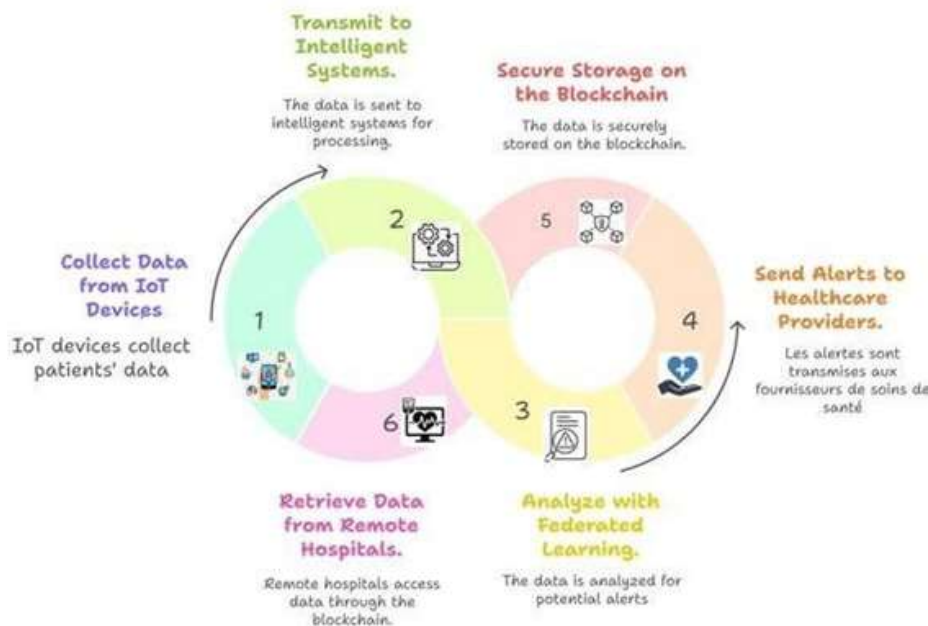 Collect Data
from IoT
Devices
IoT devices collect
patients' data
1
Transmit to
Intelligent
Systems.
The data is sent to
intelligent systems for
processing.
2
Analyze with
Federated
Learning.
The data is analyzed for
potential alerts
3
Send Alerts to
Healthcare
Providers.
Les alertes sont
transmises aux
fournisseurs de soins de
santé
4
Secure Storage on
the Blockchain
The data is securely
stored on the blockchain.
5
Retrieve Data
from Remote
Hospitals.
Remote hospitals access
data through the
blockchain.
6